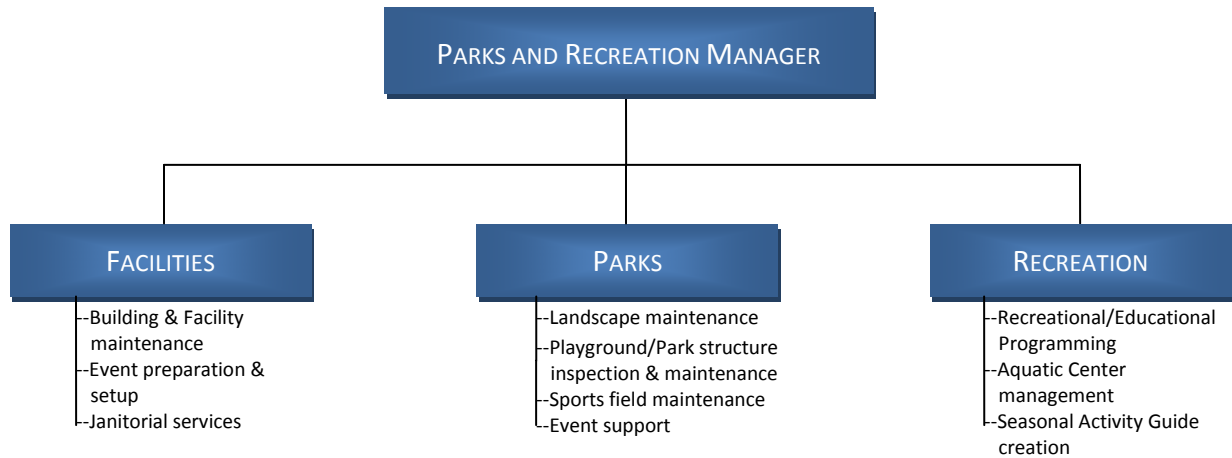 PARKS AND RECREATION MANAGER
FACILITIES
--Building & Facility
maintenance
--Event preparation &
setup
--Janitorial services
PARKS
--Landscape maintenance
--Playground/Park structure
inspection & maintenance
--Sports field maintenance
--Event support
RECREATION
--Recreational/Educational
Programming
--Aquatic Center
management
--Seasonal Activity Guide
creation